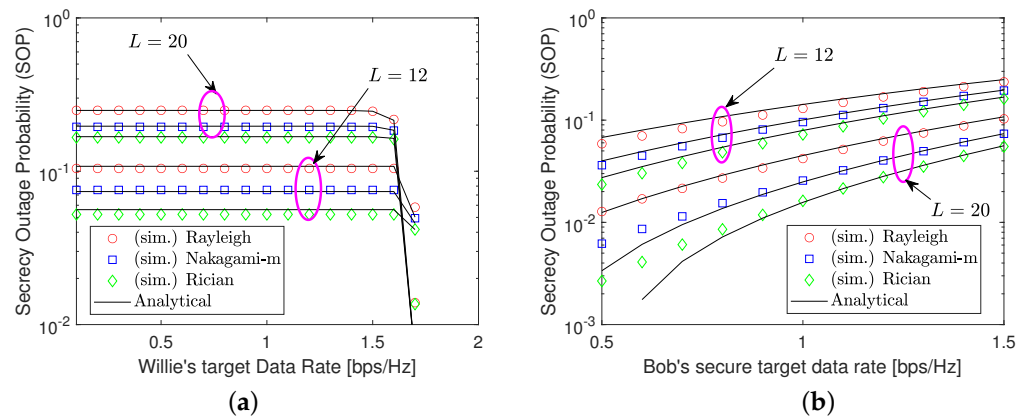 10^0
10^-1
10^-2
Secrecy Outage Probability (SOP)
L = 20
L = 12
(sim.) Rayleigh
(sim.) Nakagami-m
(sim.) Rician
Analytical
0 0.5 1 1.5 2
Willie's target Data Rate [bps/Hz]
(a)
10^0
10^-1
10^-2
10^-3
Secrecy Outage Probability (SOP)
L = 12
L = 20
(sim.) Rayleigh
(sim.) Nakagami-m
(sim.) Rician
Analytical
0.5 1 1.5
Bob's secure target data rate [bps/Hz]
(b)